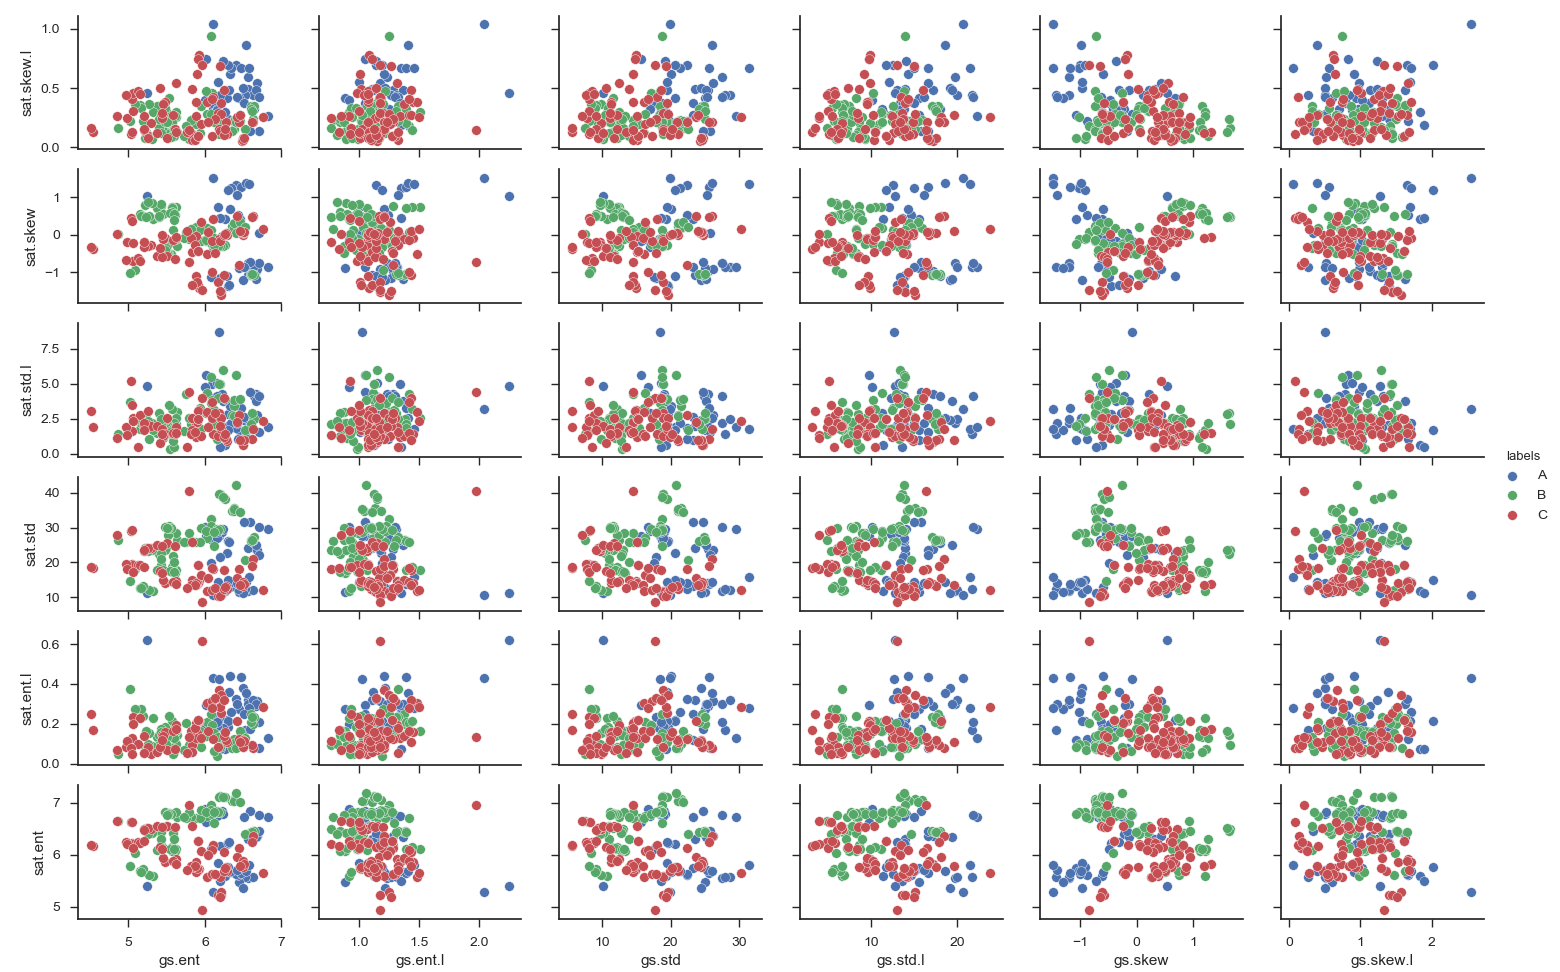 1.0
0.5
0.0
sat.skew.l
1
0
−1
sat.skew
7.5
5.0
2.5
0.0
sat.std.l
labels
A
B
C
40
30
20
10
sat.std
0.6
0.4
0.2
0.0
sat.ent.l
7
6
5
sat.ent
5 6 7 1.0 1.5 2.0 10 20 30 10 20 −1 0 1 0 1 2
gs.ent gs.ent.l gs.std gs.std.l gs.skew gs.skew.l